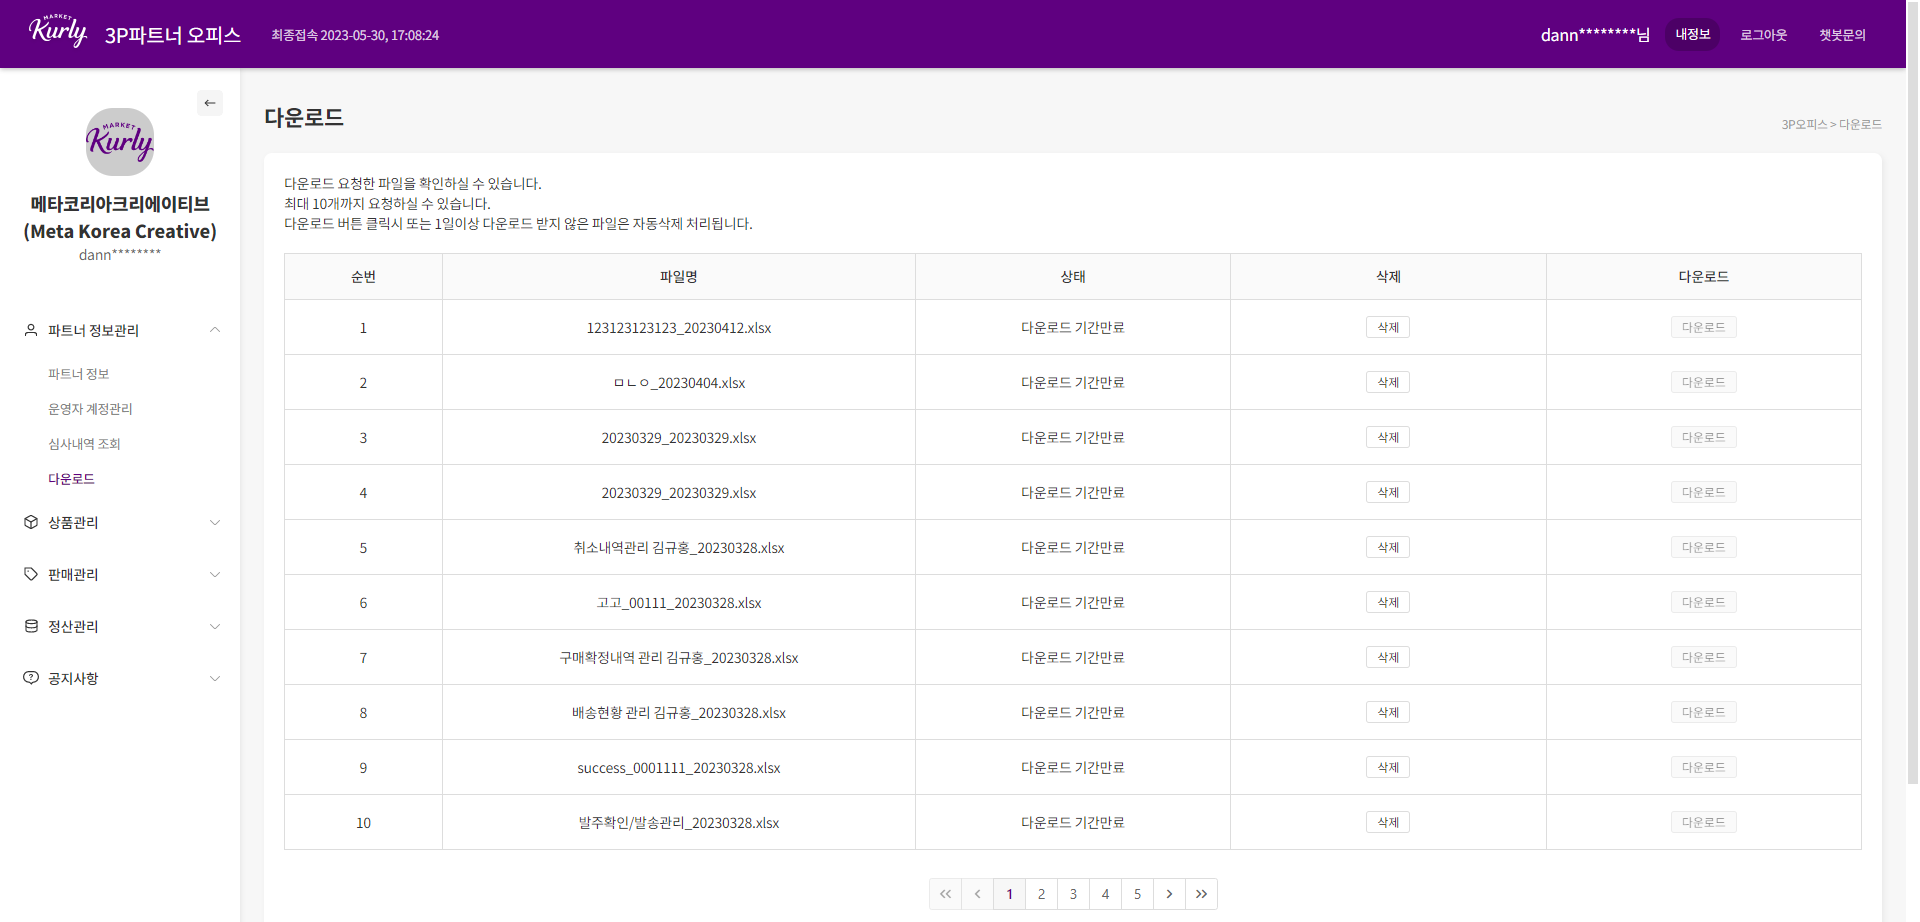 MARKET
Kurly 3P파트너 오피스 최종접속 2023-05-30, 17:08:24 dann********님 내정보 로그아웃 챗봇문의
MARKET
Kurly
메타코리아크리에이티브
(Meta Korea Creative)
dann********
파트너 정보관리
파트너 정보
운영자 계정관리
심사내역 조회
다운로드
상품관리
판매관리
정산관리
공지사항
다운로드
3P오피스 > 다운로드
다운로드 요청한 파일을 확인하실 수 있습니다.
최대 10개까지 요청하실 수 있습니다.
다운로드 버튼 클릭시 또는 1일이상 다운로드 받지 않은 파일은 자동삭제 처리됩니다.
순번 파일명 상태 삭제 다운로드
1 123123123123_20230412.xlsx 다운로드 기간만료 삭제 다운로드
2 ㅁㄴㅇ_20230404.xlsx 다운로드 기간만료 삭제 다운로드
3 20230329_20230329.xlsx 다운로드 기간만료 삭제 다운로드
4 20230329_20230329.xlsx 다운로드 기간만료 삭제 다운로드
5 취소내역관리 김규홍_20230328.xlsx 다운로드 기간만료 삭제 다운로드
6 고고_00111_20230328.xlsx 다운로드 기간만료 삭제 다운로드
7 구매확정내역 관리 김규홍_20230328.xlsx 다운로드 기간만료 삭제 다운로드
8 배송현황 관리 김규홍_20230328.xlsx 다운로드 기간만료 삭제 다운로드
9 success_0001111_20230328.xlsx 다운로드 기간만료 삭제 다운로드
10 발주확인/발송관리_20230328.xlsx 다운로드 기간만료 삭제 다운로드
1 2 3 4 5